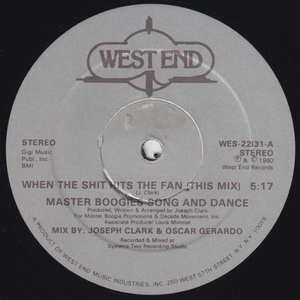 WEST END
STEREO
Gigi Music
Publ., Inc.
BMI
WES-22131-A
STEREO
℗ & © 1980
West End Records
WHEN THE SHIT HITS THE FAN (THIS MIX) 5:17
(J. Clark)
MASTER BOOGIES SONG AND DANCE
Produced, Written & Arranged by Joseph Clark
For Master Boogie Promotions & Decade Movement, Inc.
Associate Producer Louis Monroe
MIX BY: JOSEPH CLARK & OSCAR GERARDO
Recorded & Mixed at
Systems Two Recording Studio
A PRODUCT OF WEST END MUSIC INDUSTRIES, INC. 250 WEST 57TH STREET, N.Y. N.Y. 10019